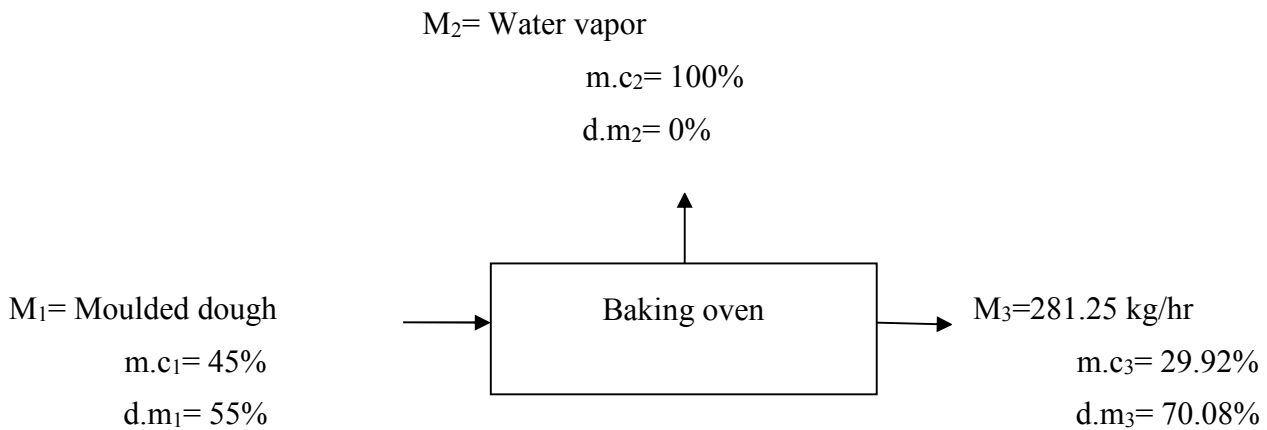 M₂= Water vapor
m.c₂= 100%
d.m₂= 0%
M₁= Moulded dough
Baking oven
M₃=281.25 kg/hr
m.c₁= 45%
m.c₃= 29.92%
d.m₁= 55%
d.m₃= 70.08%